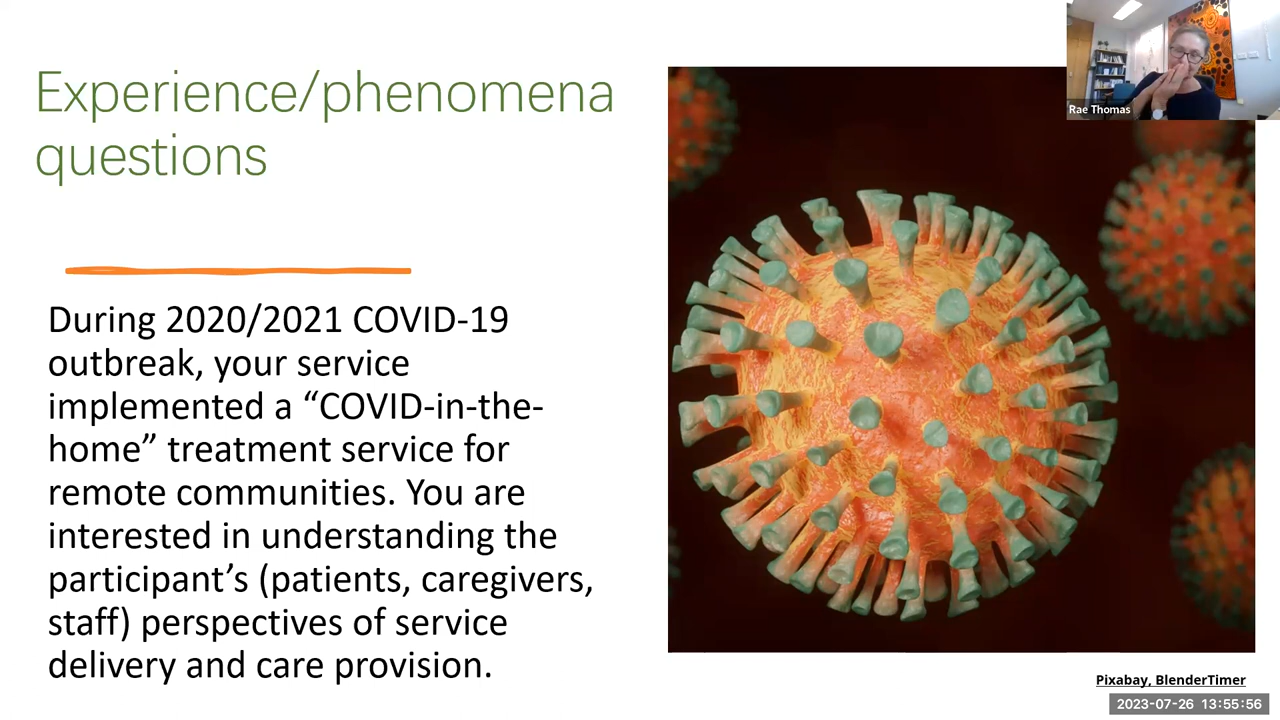 Experience/phenomena
questions
During 2020/2021 COVID-19
outbreak, your service
implemented a “COVID-in-the-
home” treatment service for
remote communities. You are
interested in understanding the
participant’s (patients, caregivers,
staff) perspectives of service
delivery and care provision.
Rae Thomas
Pixabay, BlenderTimer
2023-07-26 13:55:56